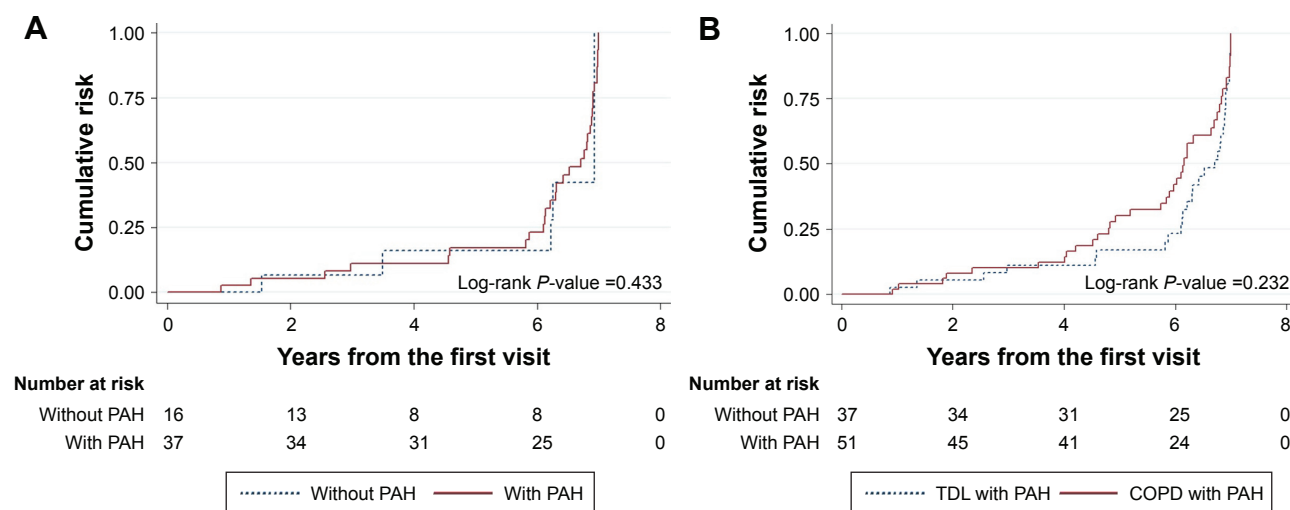 A
1.00
0.75
0.50
0.25
0.00
Cumulative risk
Log-rank P-value =0.433
0 2 4 6 8
Years from the first visit
Number at risk
Without PAH 16 13 8 8 0
With PAH 37 34 31 25 0
Without PAH With PAH
B
1.00
0.75
0.50
0.25
0.00
Cumulative risk
Log-rank P-value =0.232
0 2 4 6 8
Years from the first visit
Number at risk
Without PAH 37 34 31 25 0
With PAH 51 45 41 24 0
TDL with PAH COPD with PAH